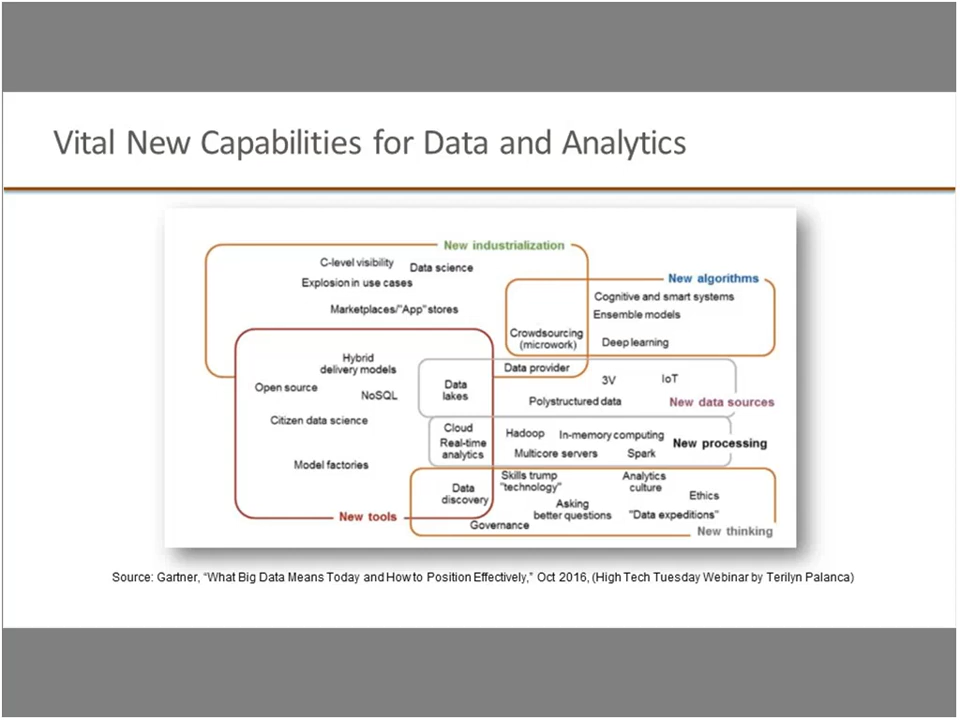 Vital New Capabilities for Data and Analytics
New industrialization
C-level visibility
Data science
Explosion in use cases
Marketplaces/"App" stores
New algorithms
Cognitive and smart systems
Ensemble models
Crowdsourcing
(microwork)
Deep learning
Hybrid
delivery models
Open source
NoSQL
Citizen data science
Model factories
New tools
Data
lakes
Data provider
3V
IoT
Polystructured data
New data sources
Cloud
Real-time
analytics
Hadoop
In-memory computing
Multicore servers
Spark
New processing
Data
discovery
Skills trump
"technology"
Analytics
culture
Ethics
Asking
better questions
"Data expeditions"
Governance
New thinking
Source: Gartner, “What Big Data Means Today and How to Position Effectively,” Oct 2016, (High Tech Tuesday Webinar by Terilyn Palanca)